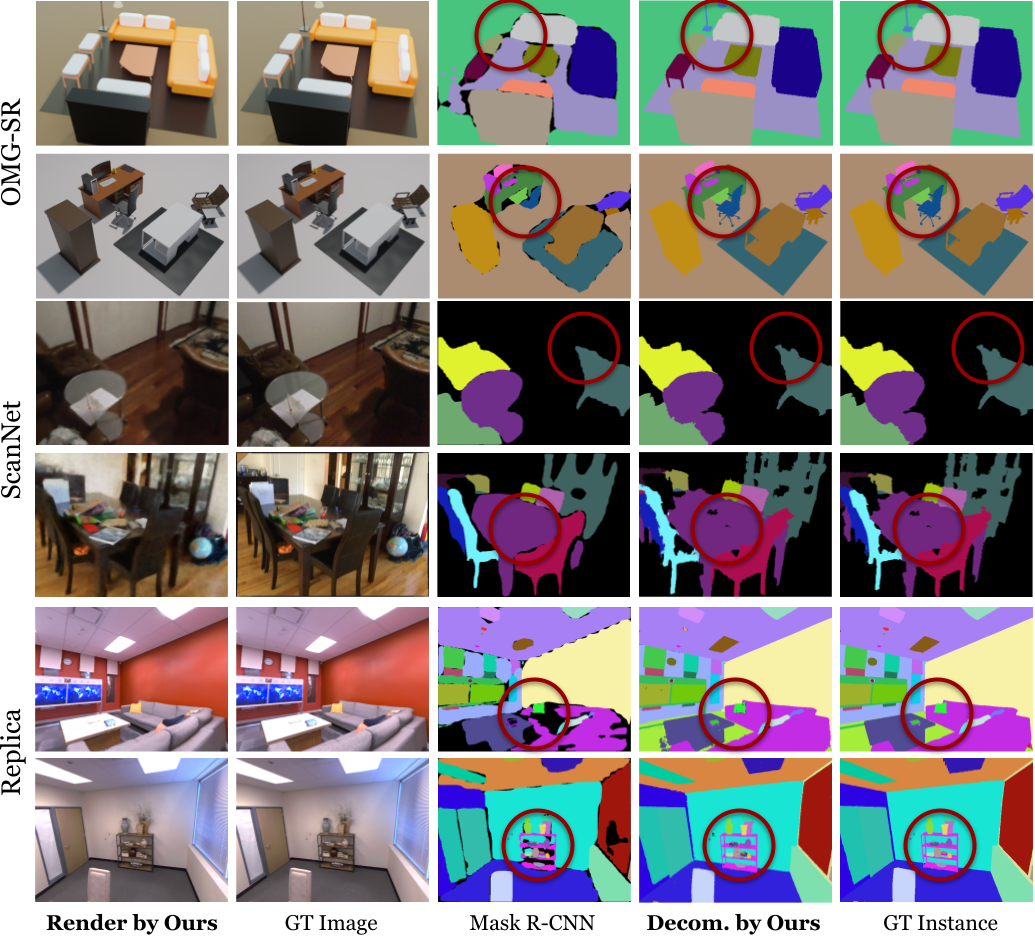 OMG-SR
ScanNet
Replica
Render by Ours
GT Image
Mask R-CNN
Decom. by Ours
GT Instance